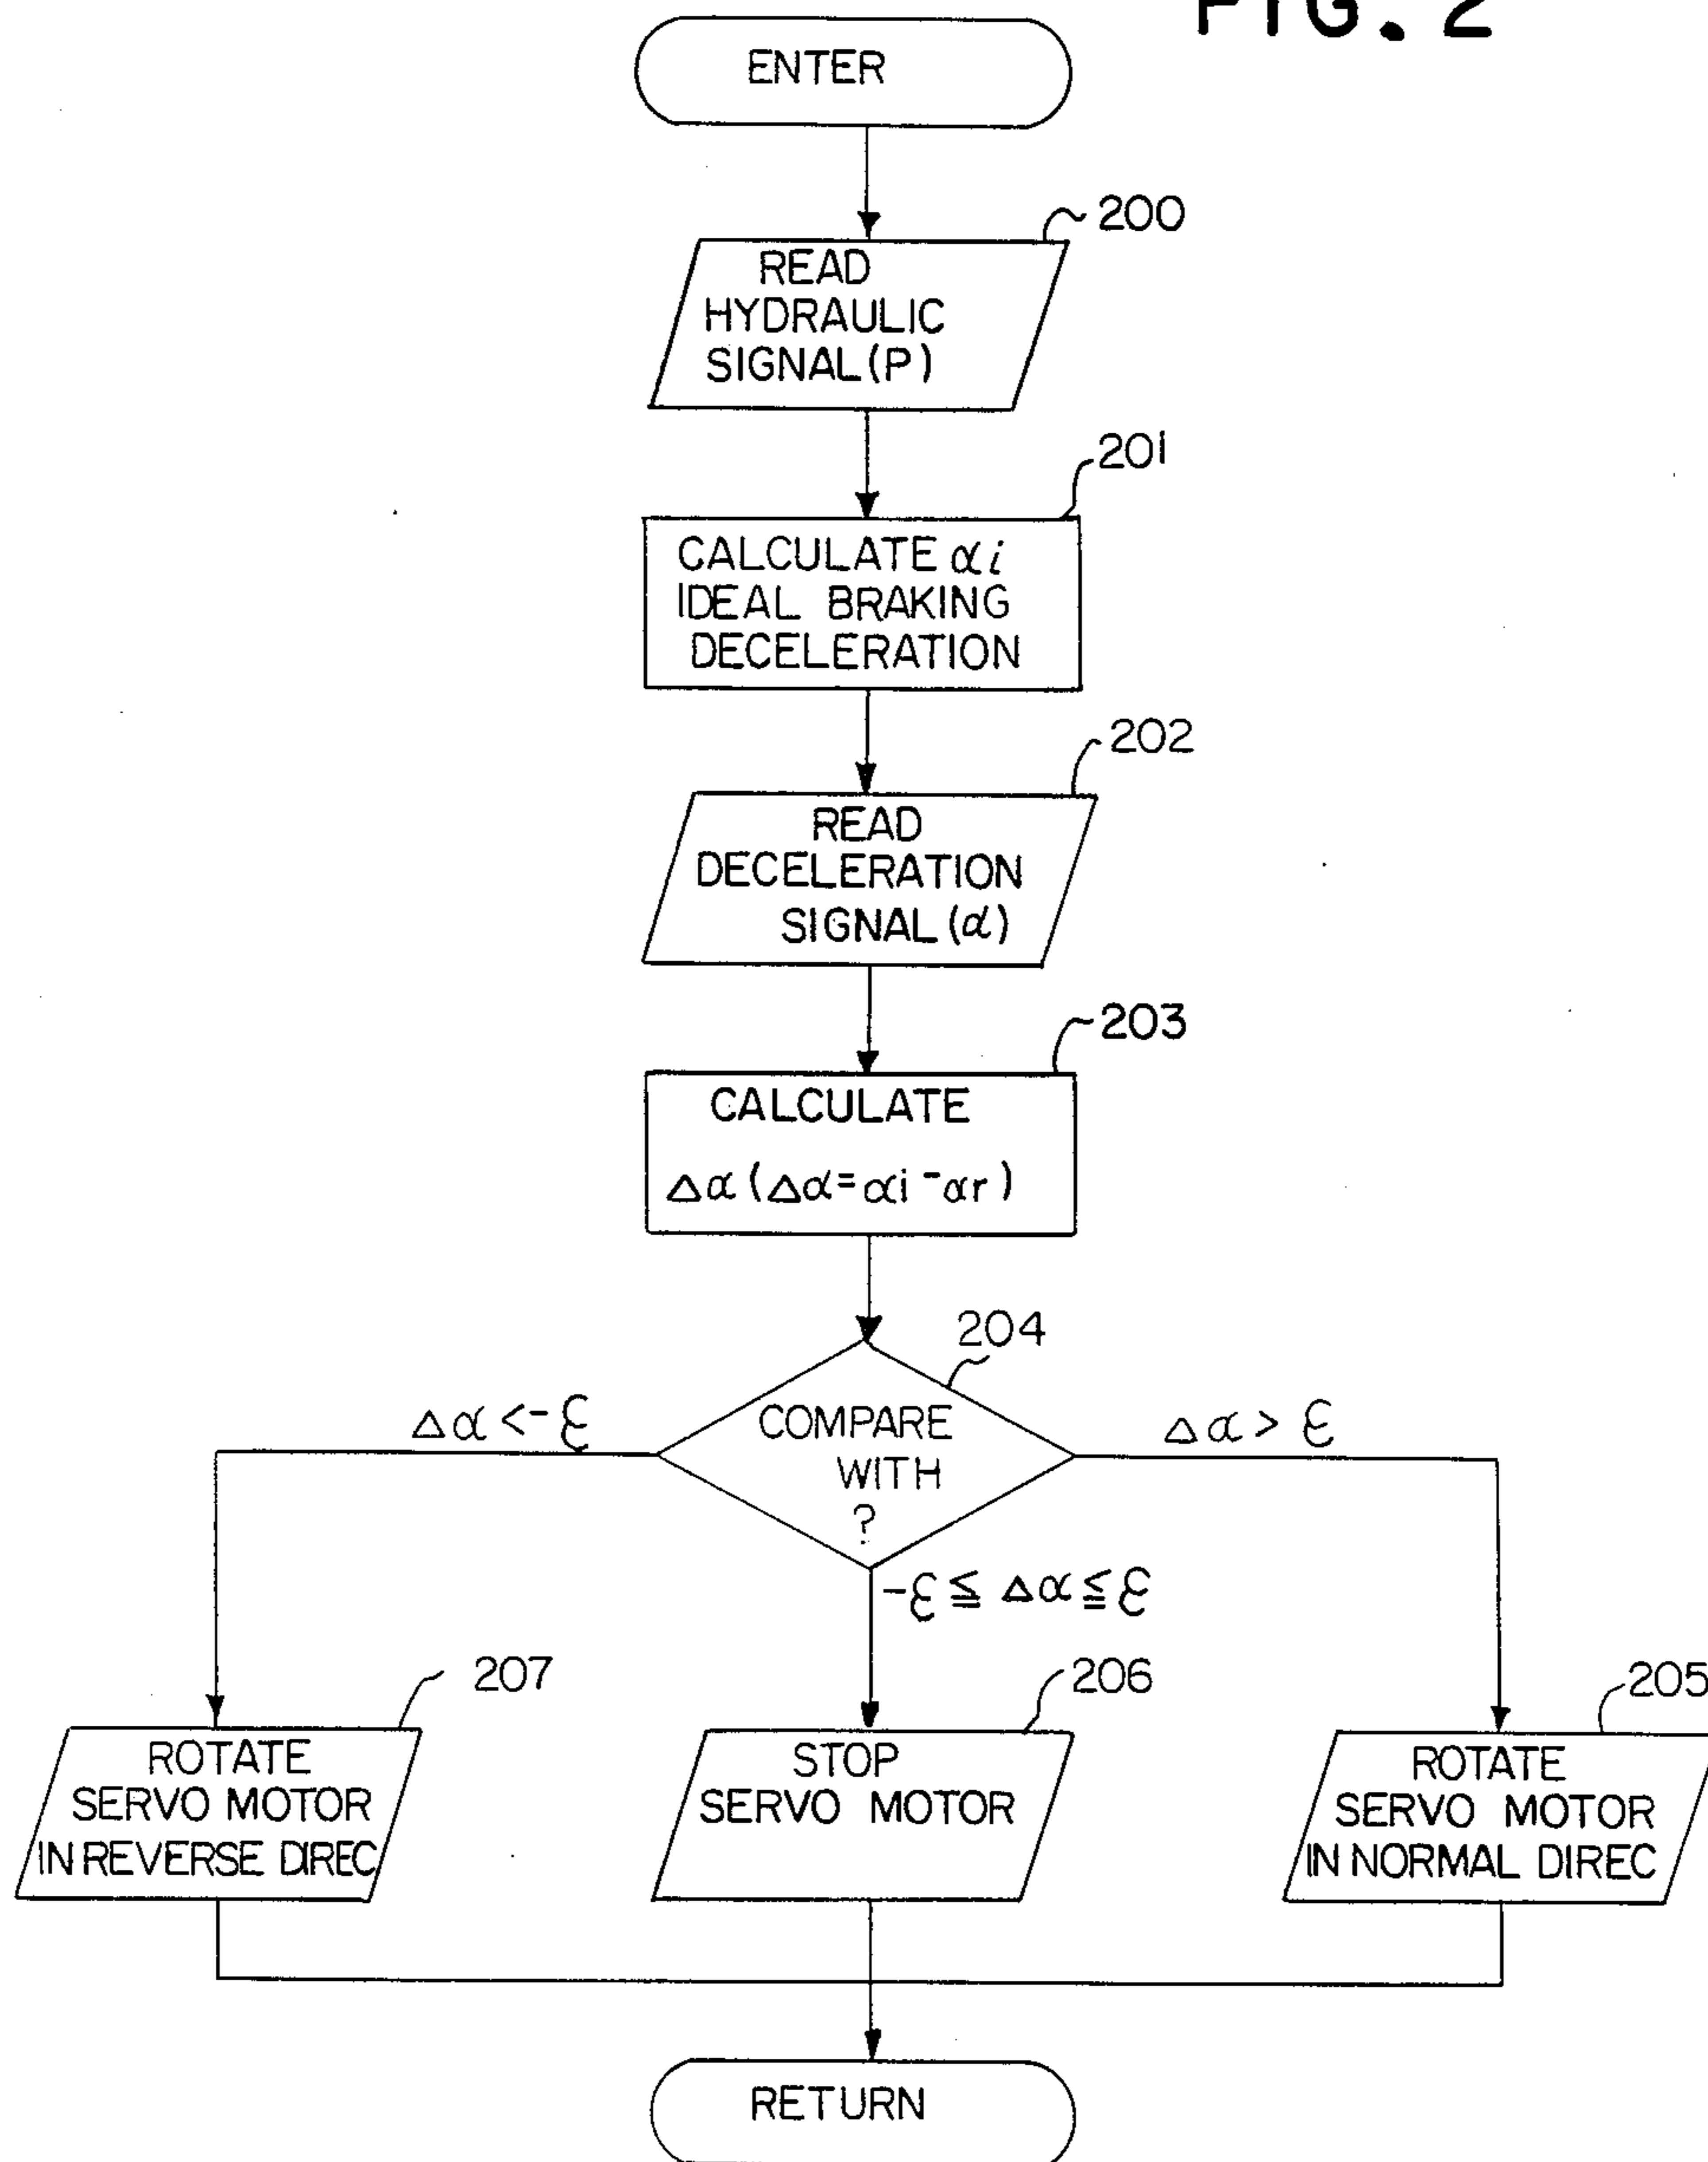 FIG. 2
ENTER
200
READ
HYDRAULIC
SIGNAL(P)
201
CALCULATE αi
IDEAL BRAKING
DECELERATION
202
READ
DECELERATION
SIGNAL(α)
203
CALCULATE
Δα(Δα=αi-αr)
204
COMPARE
WITH
?
Δα<-ε
Δα>ε
-ε≦Δα≦ε
207
ROTATE
SERVO MOTOR
IN REVERSE DIREC
206
STOP
SERVO MOTOR
205
ROTATE
SERVO MOTOR
IN NORMAL DIREC
RETURN